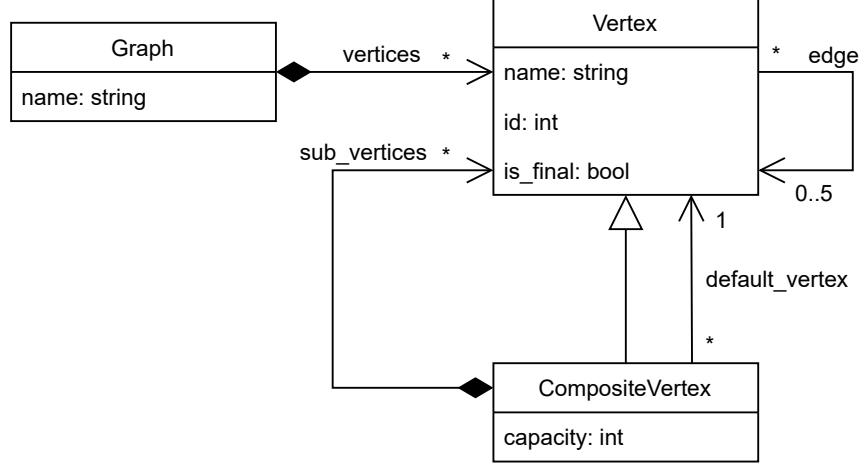 Graph
name: string
vertices *
Vertex
name: string
id: int
is_final: bool
* edge
0..5
sub_vertices *
1
default_vertex
*
CompositeVertex
capacity: int